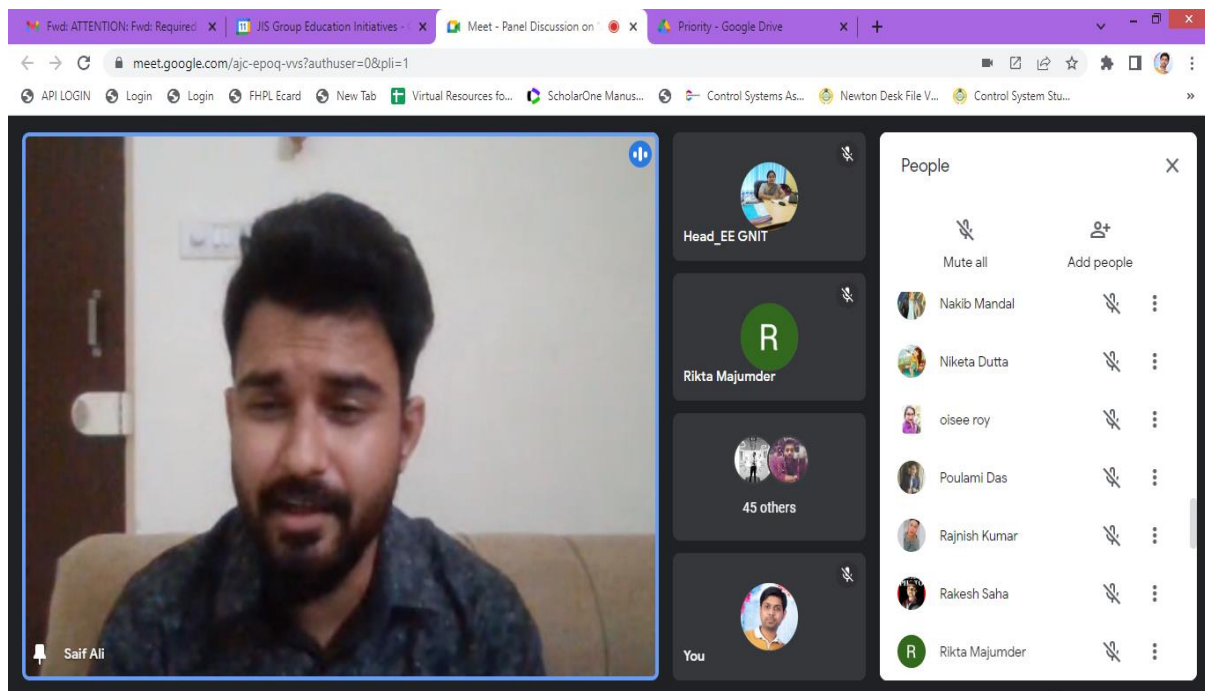 Fwd: ATTENTION: Fwd: Required
JIS Group Education Initiatives -
Meet - Panel Discussion on "
Priority - Google Drive
meet.google.com/ajc-epoq-vvs?authuser=0&pli=1
API LOGIN
Login
Login
FHPL Ecard
New Tab
Virtual Resources fo...
ScholarOne Manus...
Control Systems As...
Newton Desk File V...
Control System Stu...
»
Saif Ali
Head_EE GNIT
R
Rikta Majumder
45 others
You
People
Mute all
Add people
Nakib Mandal
Niketa Dutta
oisee roy
Poulami Das
Rajnish Kumar
Rakesh Saha
R
Rikta Majumder